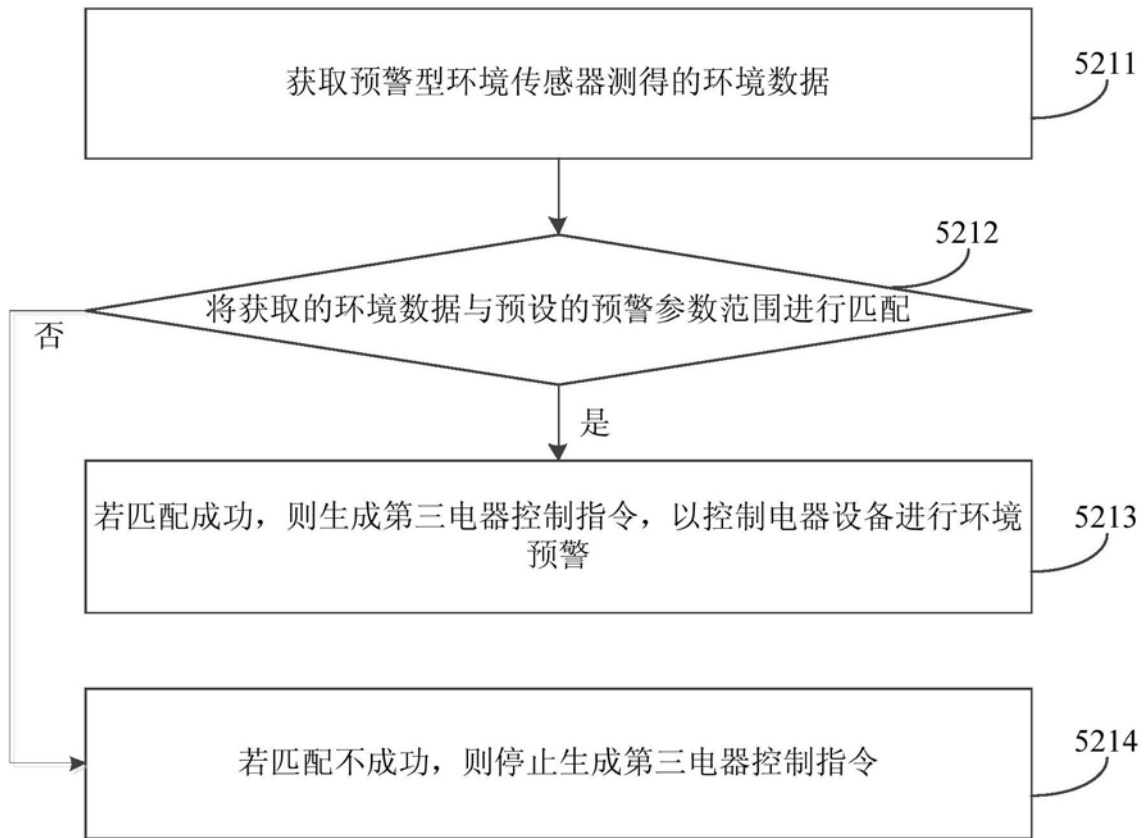 获取预警型环境传感器测得的环境数据
5211
5212
将获取的环境数据与预设的预警参数范围进行匹配
否
是
若匹配成功，则生成第三电器控制指令，以控制电器设备进行环境
预警
5213
若匹配不成功，则停止生成第三电器控制指令
5214